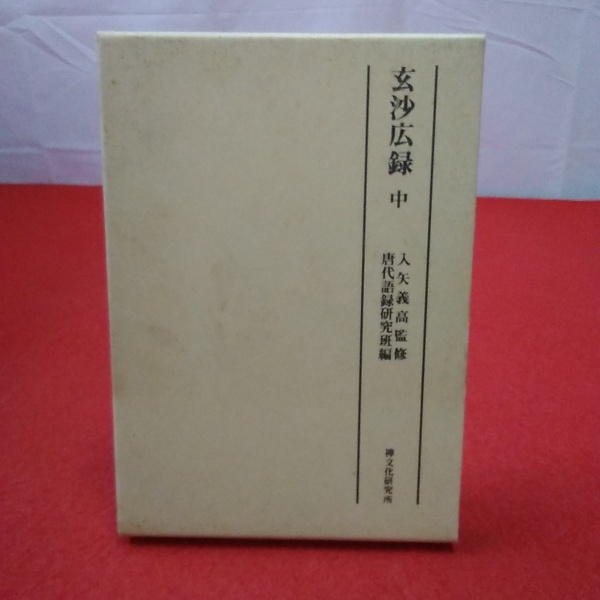 玄沙広録 中
入矢義高監修
唐代語録研究班編
禅文化研究所